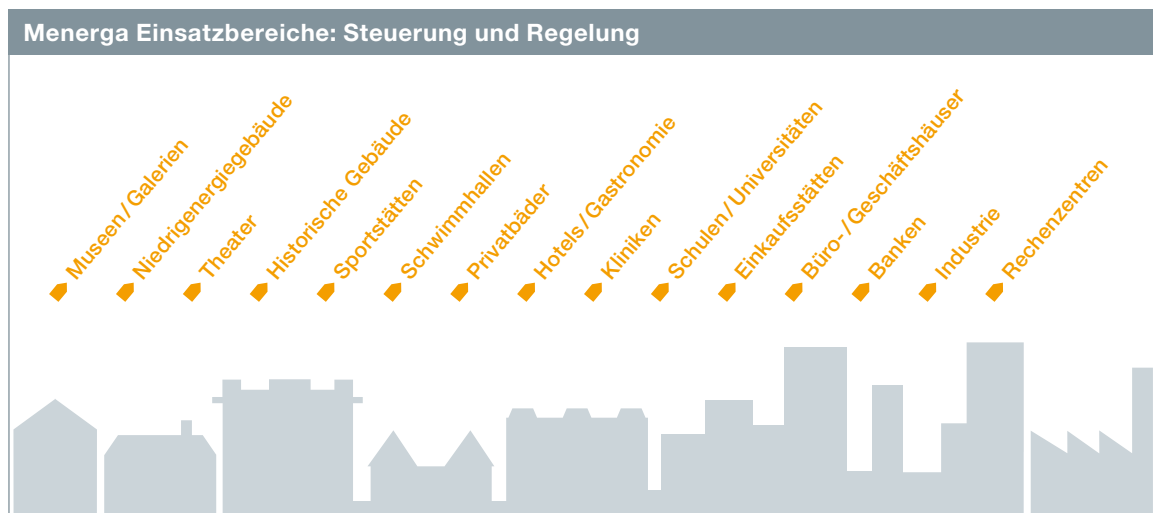 Menerga Einsatzbereiche: Steuerung und Regelung
Museen/Galerien
Niedrigenergiegebäude
Theater
Historische Gebäude
Sportstätten
Schwimmhallen
Privatbäder
Hotels/Gastronomie
Kliniken
Schulen/Universitäten
Einkaufsstätten
Büro-/Geschäftshäuser
Banken
Industrie
Rechenzentren